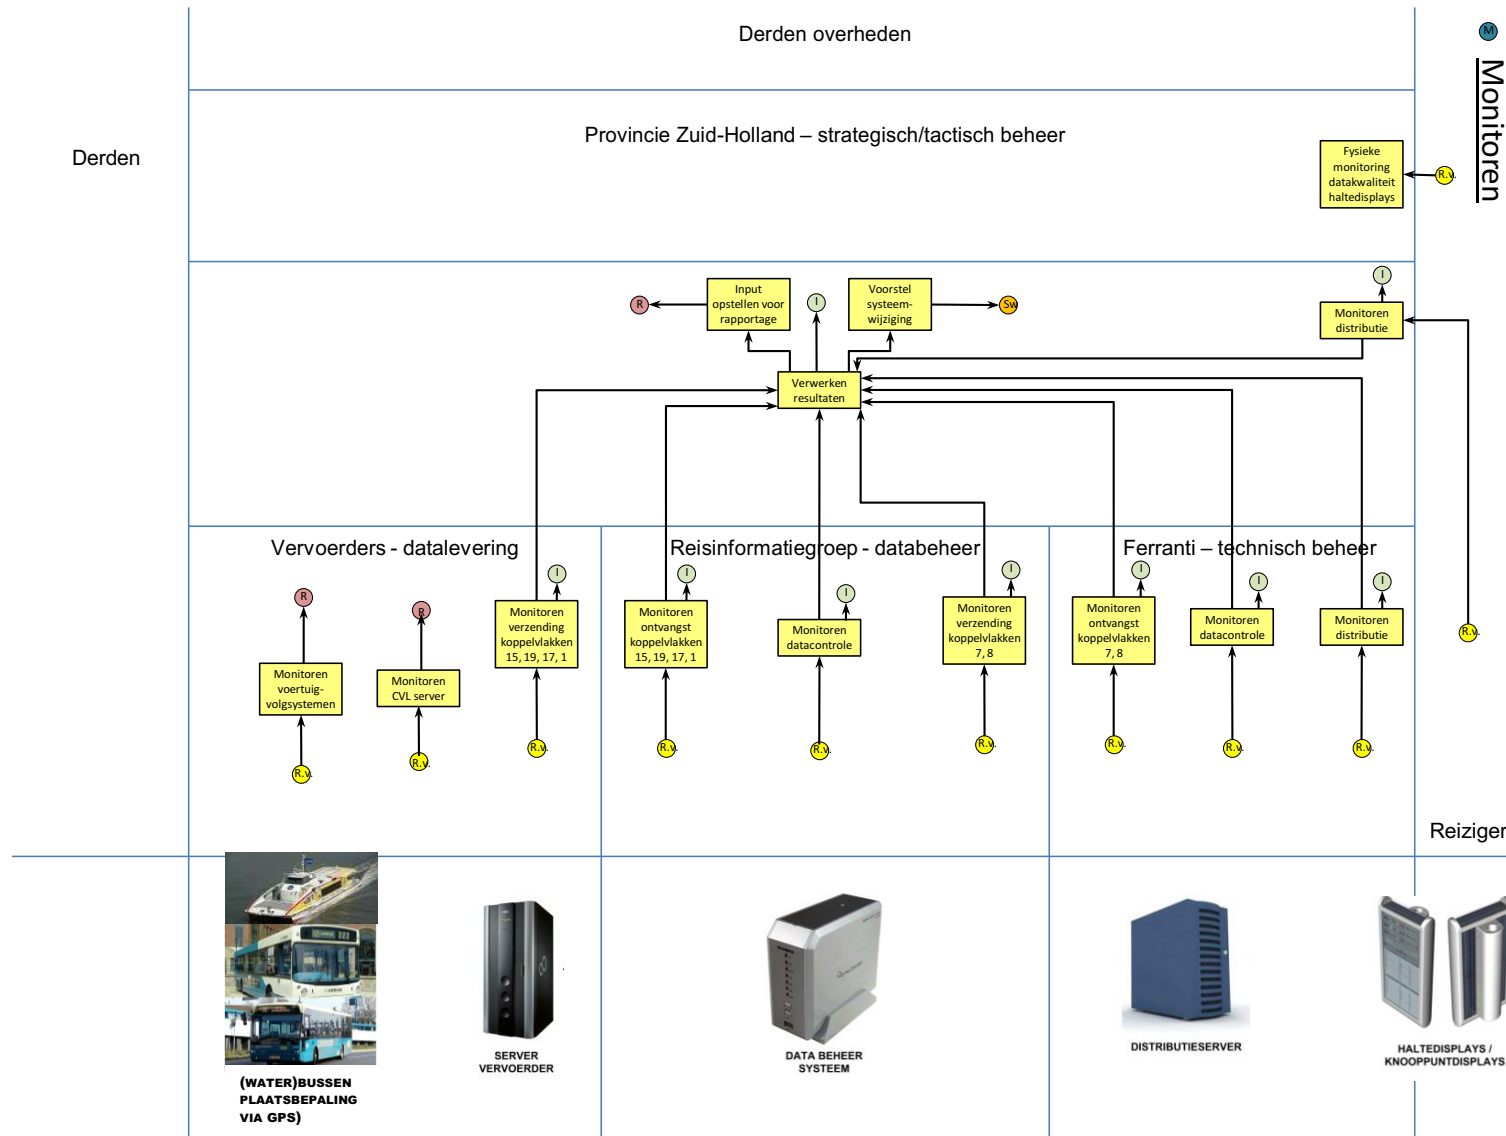 Derden overheden
M
Monitoren
Provincie Zuid-Holland – strategisch/tactisch beheer
Derden
Fysieke
monitoring
datakwaliteit
haltedisplays
R.v.
R
Input
opstellen voor
rapportage
I
Voorstel
systeem-
wijziging
Sw
I
Monitoren
distributie
Verwerken
resultaten
Vervoerders - datalevering
Reisinformatiegroep - databeheer
Ferranti – technisch beheer
R
R
I
I
I
I
I
I
I
Monitoren
voertuig-
volgsystemen
Monitoren
CVL server
Monitoren
verzending
koppelvlakken
15, 19, 17, 1
Monitoren
ontvangst
koppelvlakken
15, 19, 17, 1
Monitoren
datacontrole
Monitoren
verzending
koppelvlakken
7, 8
Monitoren
ontvangst
koppelvlakken
7, 8
Monitoren
datacontrole
Monitoren
distributie
R.v.
R.v.
R.v.
R.v.
R.v.
R.v.
R.v.
R.v.
R.v.
R.v.
Reiziger
(WATER)BUSSEN
PLAATSBEPALING
VIA GPS)
SERVER
VERVOERDER
DATA BEHEER
SYSTEEM
DISTRIBUTIESERVER
HALTEDISPLAYS /
KNOOPPUNTDISPLAYS